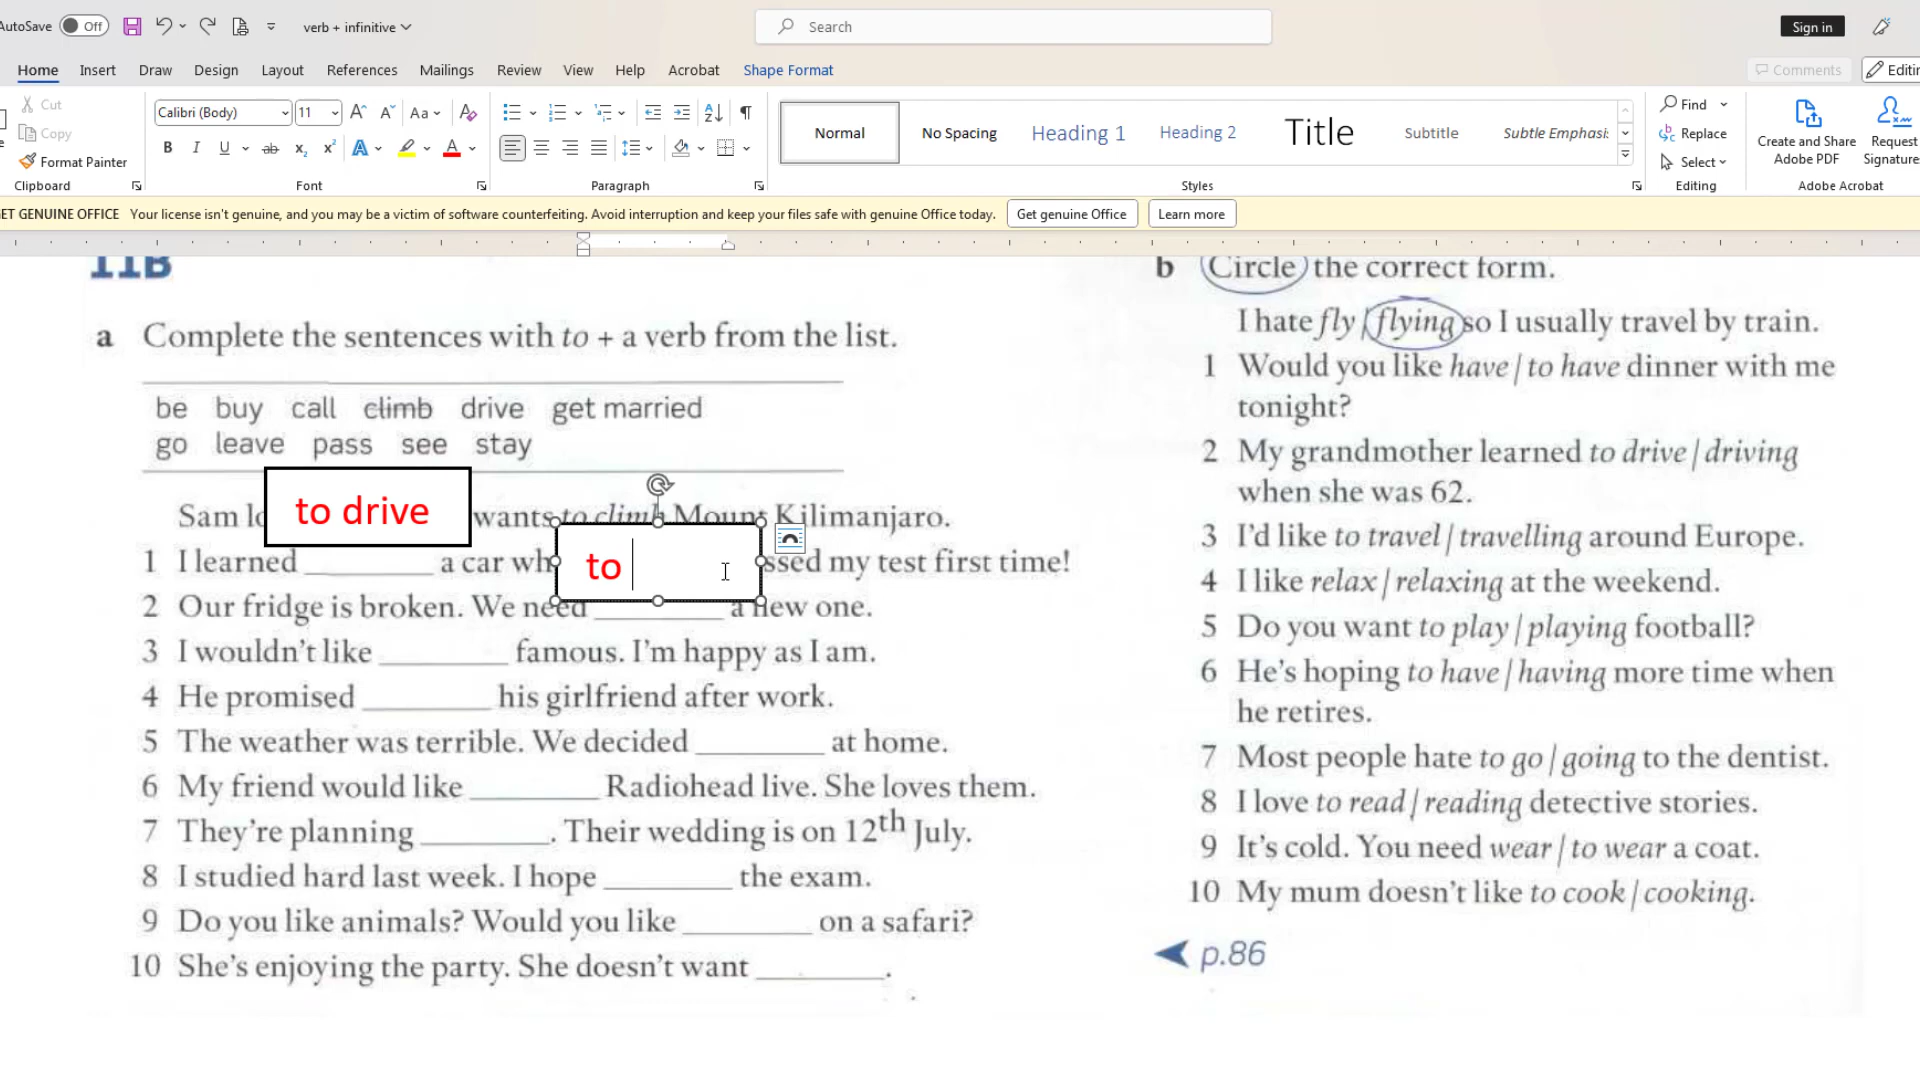 AutoSave Off verb + infinitive Search Sign in
Home Insert Draw Design Layout References Mailings Review View Help Acrobat Shape Format Comments
Cut
Copy
Format Painter
Clipboard
Calibri (Body) 11
Font
Paragraph
Normal No Spacing Heading 1 Heading 2 Title Subtitle
Styles
Find
Replace
Select
Editing
Create and Share
Adobe PDF
Request
Adobe Acrobat
ET GENUINE OFFICE Your license isn't genuine, and you may be a victim of software counterfeiting. Avoid interruption and keep your files safe with genuine Office today. Get genuine Office Learn more
11B
a Complete the sentences with to + a verb from the list.
be buy call climb drive get married
go leave pass see stay
to drive
Sam lo wants to climb Mount Kilimanjaro.
to
1 I learned ________ a car wh ssed my test first time!
2 Our fridge is broken. We need ________ a new one.
3 I wouldn't like ________ famous. I'm happy as I am.
4 He promised ________ his girlfriend after work.
5 The weather was terrible. We decided ________ at home.
6 My friend would like ________ Radiohead live. She loves them.
7 They're planning ________. Their wedding is on 12th July.
8 I studied hard last week. I hope ________ the exam.
9 Do you like animals? Would you like ________ on a safari?
10 She's enjoying the party. She doesn't want ________.
b Circle the correct form.
I hate fly / flying so I usually travel by train.
1 Would you like have / to have dinner with me
tonight?
2 My grandmother learned to drive / driving
when she was 62.
3 I'd like to travel / travelling around Europe.
4 I like relax / relaxing at the weekend.
5 Do you want to play / playing football?
6 He's hoping to have / having more time when
he retires.
7 Most people hate to go / going to the dentist.
8 I love to read / reading detective stories.
9 It's cold. You need wear / to wear a coat.
10 My mum doesn't like to cook / cooking.
p.86